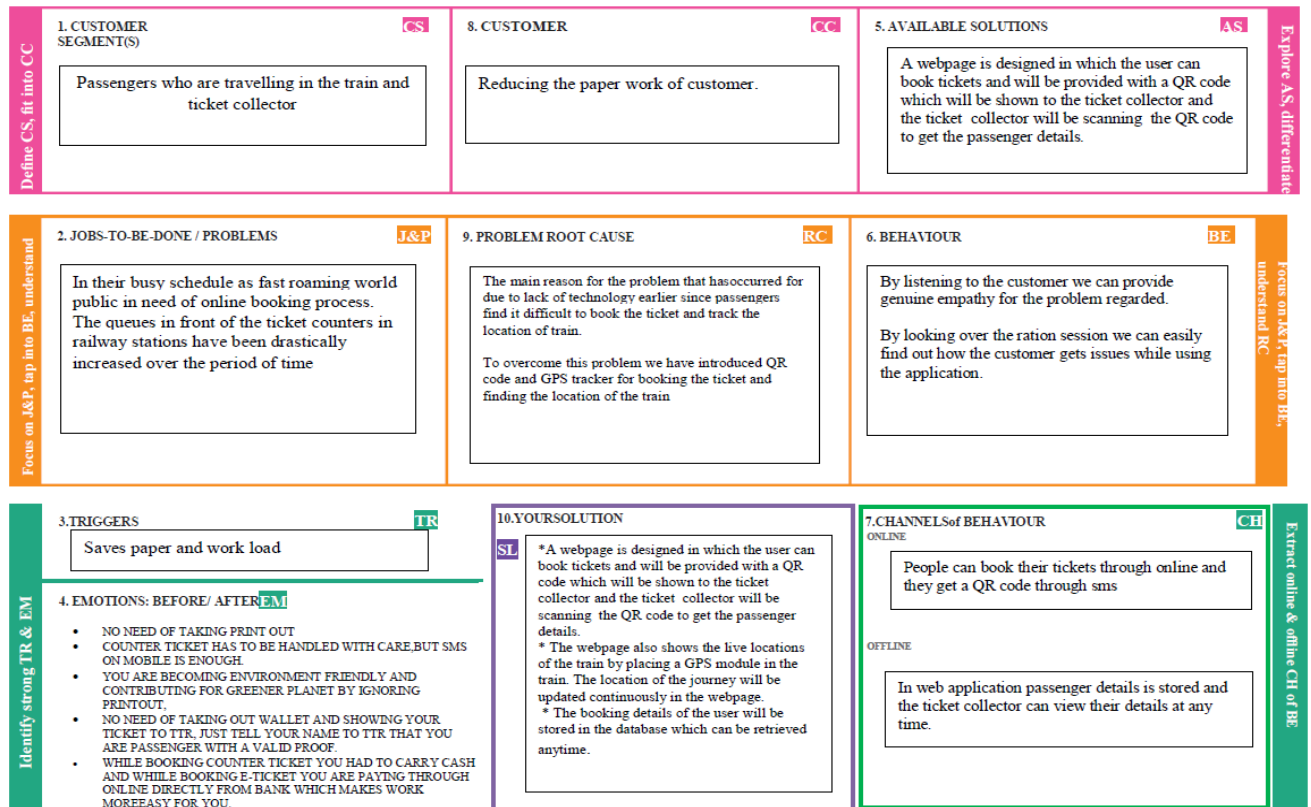 Define CS, fit into CC
1. CUSTOMER
SEGMENT(S)
CS
Passengers who are travelling in the train and
ticket collector
8. CUSTOMER
CC
Reducing the paper work of customer.
5. AVAILABLE SOLUTIONS
AS
A webpage is designed in which the user can
book tickets and will be provided with a QR code
which will be shown to the ticket collector and
the ticket collector will be scanning the QR code
to get the passenger details.
Explore AS, differentiate
Focus on J&P, tap into BE, understand
2. JOBS-TO-BE-DONE / PROBLEMS
J&P
In their busy schedule as fast roaming world
public in need of online booking process.
The queues in front of the ticket counters in
railway stations have been drastically
increased over the period of time
9. PROBLEM ROOT CAUSE
RC
The main reason for the problem that hasoccurred for
due to lack of technology earlier since passengers
find it difficult to book the ticket and track the
location of train.
To overcome this problem we have introduced QR
code and GPS tracker for booking the ticket and
finding the location of the train
6. BEHAVIOUR
BE
By listening to the customer we can provide
genuine empathy for the problem regarded.
By looking over the ration session we can easily
find out how the customer gets issues while using
the application.
Focus on J&P, tap into BE,
understand RC
Identify strong TR & EM
3.TRIGGERS
TR
Saves paper and work load
4. EMOTIONS: BEFORE/ AFTER
EM
• NO NEED OF TAKING PRINT OUT
• COUNTER TICKET HAS TO BE HANDLED WITH CARE,BUT SMS
ON MOBILE IS ENOUGH.
• YOU ARE BECOMING ENVIRONMENT FRIENDLY AND
CONTRIBUTING FOR GREENER PLANET BY IGNORING
PRINTOUT,
• NO NEED OF TAKING OUT WALLET AND SHOWING YOUR
TICKET TO TTR, JUST TELL YOUR NAME TO TTR THAT YOU
ARE PASSENGER WITH A VALID PROOF.
• WHILE BOOKING COUNTER TICKET YOU HAD TO CARRY CASH
AND WHIILE BOOKING E-TICKET YOU ARE PAYING THROUGH
ONLINE DIRECTLY FROM BANK WHICH MAKES WORK
MOREEASY FOR YOU.
10.YOURSOLUTION
SL
*A webpage is designed in which the user can
book tickets and will be provided with a QR
code which will be shown to the ticket
collector and the ticket collector will be
scanning the QR code to get the passenger
details.
* The webpage also shows the live locations
of the train by placing a GPS module in the
train. The location of the journey will be
updated continuously in the webpage.
* The booking details of the user will be
stored in the database which can be retrieved
anytime.
7.CHANNELSof BEHAVIOUR
CH
ONLINE
People can book their tickets through online and
they get a QR code through sms
OFFLINE
In web application passenger details is stored and
the ticket collector can view their details at any
time.
Extract online & offline CH of BE